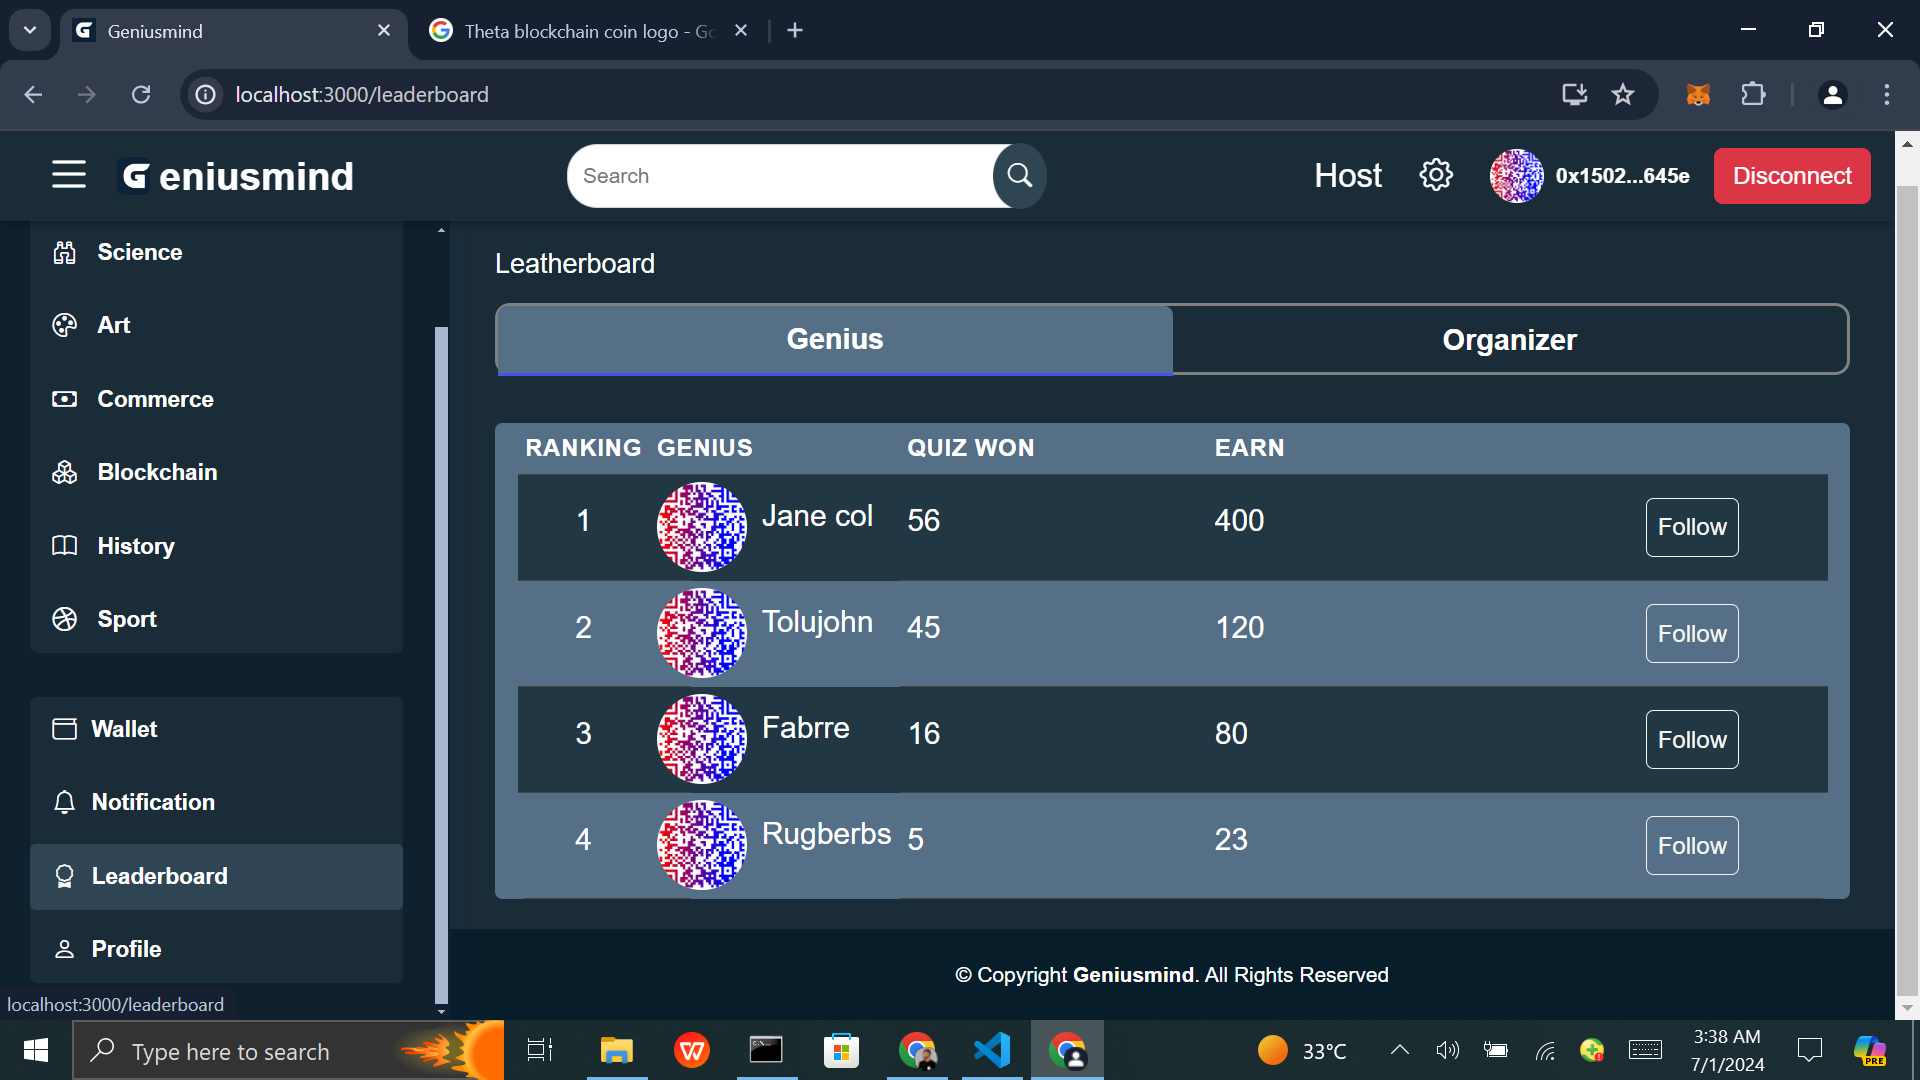 Geniusmind
Theta blockchain coin logo - Go
localhost:3000/leaderboard
Geniusmind
Search
Host
0x1502...645e
Disconnect
Science
Art
Commerce
Blockchain
History
Sport
Wallet
Notification
Leaderboard
Profile
localhost:3000/leaderboard
Leatherboard
Genius Organizer
RANKING GENIUS QUIZ WON EARN
1 Jane col 56 400 Follow
2 Tolujohn 45 120 Follow
3 Fabrre 16 80 Follow
4 Rugberbs 5 23 Follow
© Copyright Geniusmind. All Rights Reserved
Type here to search
33°C
3:38 AM
7/1/2024
PRE